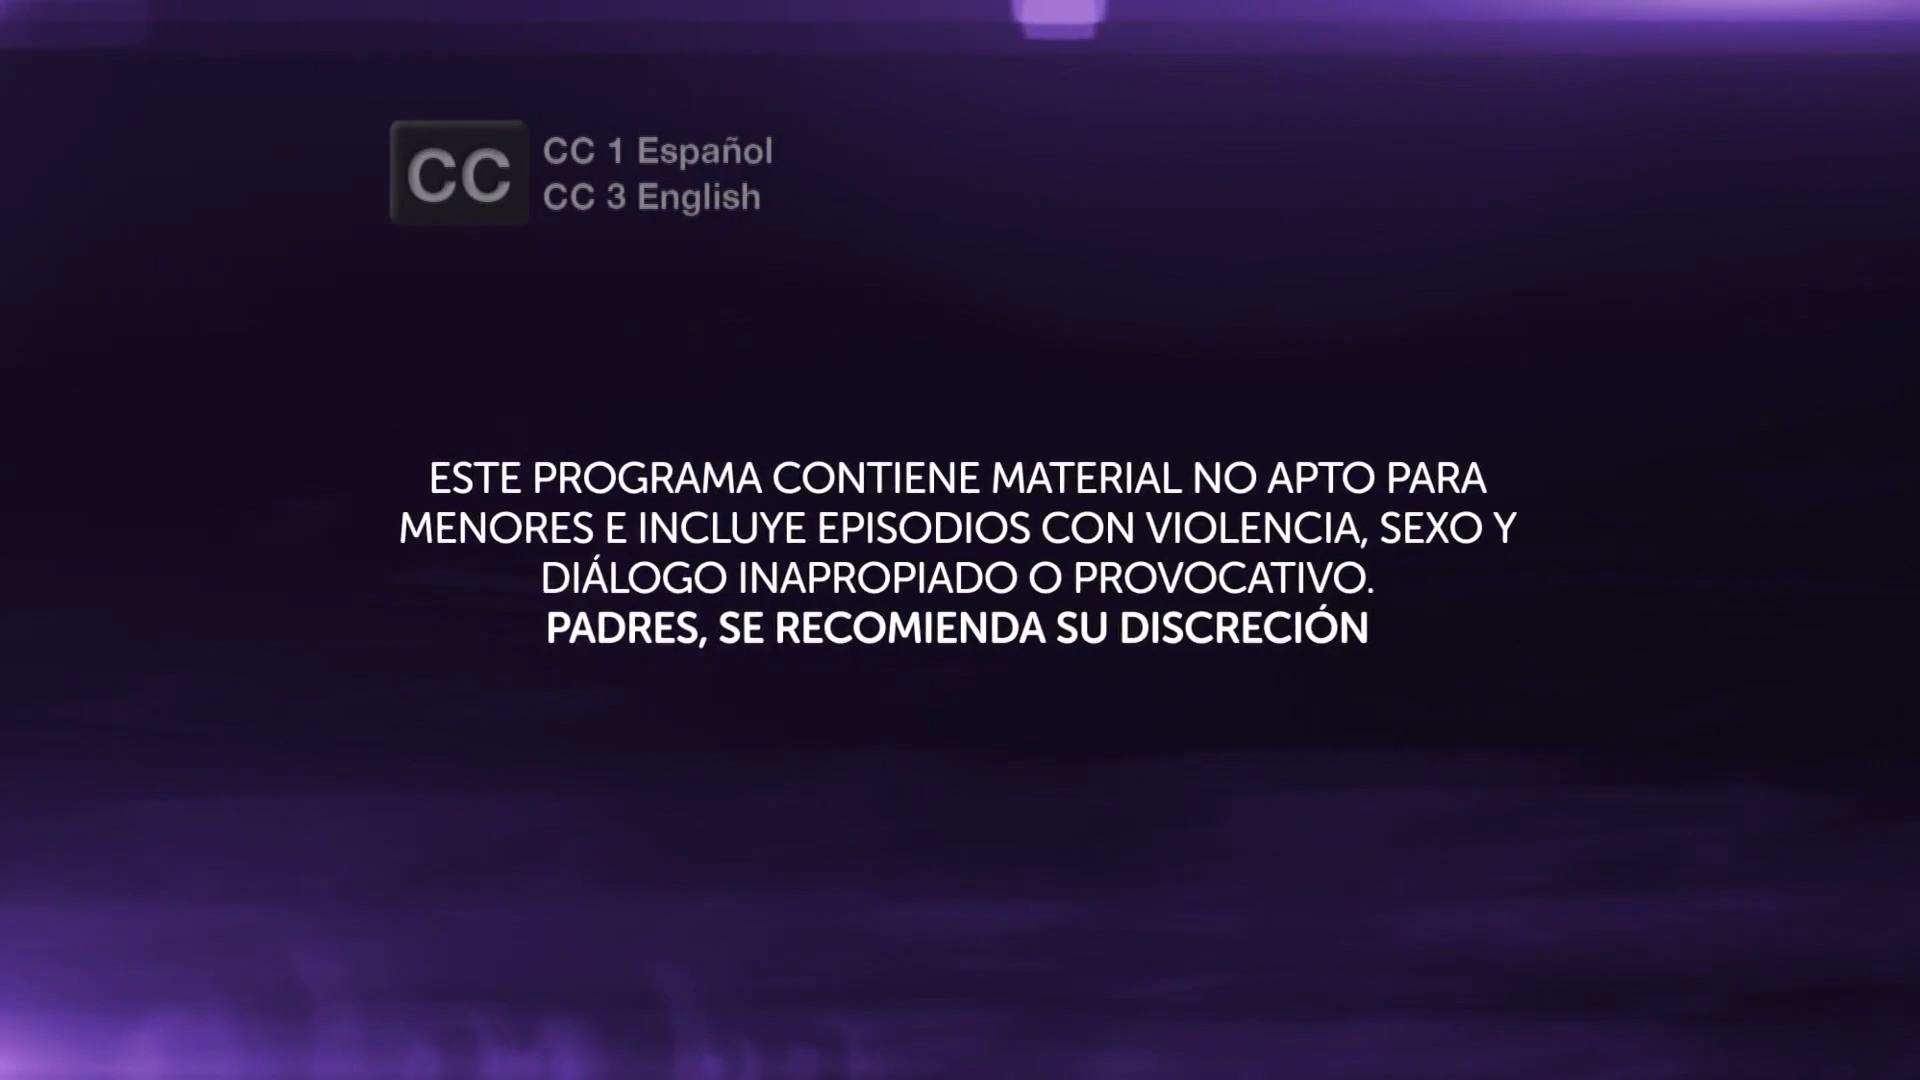 CC
CC 1 Español
CC 3 English
ESTE PROGRAMA CONTIENE MATERIAL NO APTO PARA
MENORES E INCLUYE EPISODIOS CON VIOLENCIA, SEXO Y
DIÁLOGO INAPROPIADO O PROVOCATIVO.
PADRES, SE RECOMIENDA SU DISCRECIÓN